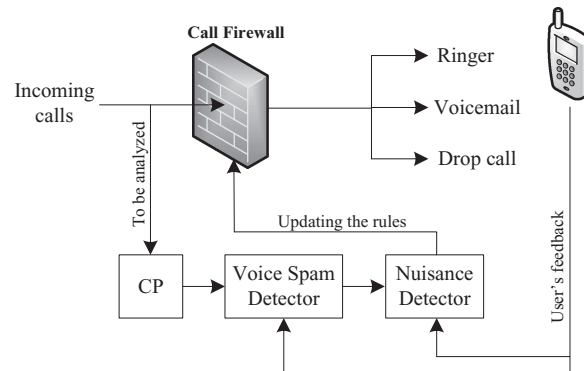 Call Firewall
Incoming
calls
Ringer
Voicemail
Drop call
To be analyzed
Updating the rules
User's feedback
CP
Voice Spam
Detector
Nuisance
Detector